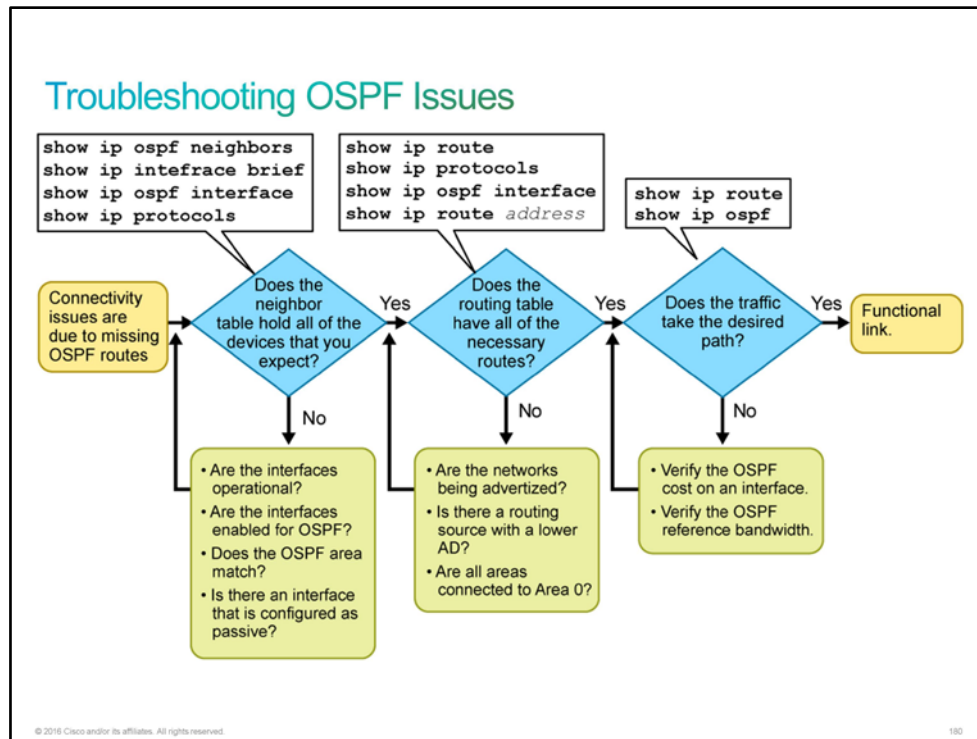 Troubleshooting OSPF Issues
show ip ospf neighbors
show ip intefrace brief
show ip ospf interface
show ip protocols
show ip route
show ip protocols
show ip ospf interface
show ip route address
show ip route
show ip ospf
Connectivity
issues are
due to missing
OSPF routes
Does the
neighbor
table hold all of the
devices that you
expect?
Yes
Does the
routing table
have all of the
necessary
routes?
Yes
Does the traffic
take the desired
path?
Yes
Functional
link.
No
No
No
• Are the interfaces
operational?
• Are the interfaces
enabled for OSPF?
• Does the OSPF area
match?
• Is there an interface
that is configured as
passive?
• Are the networks
being advertized?
• Is there a routing
source with a lower
AD?
• Are all areas
connected to Area 0?
• Verify the OSPF
cost on an interface.
• Verify the OSPF
reference bandwidth.
© 2016 Cisco and/or its affiliates. All rights reserved.
180